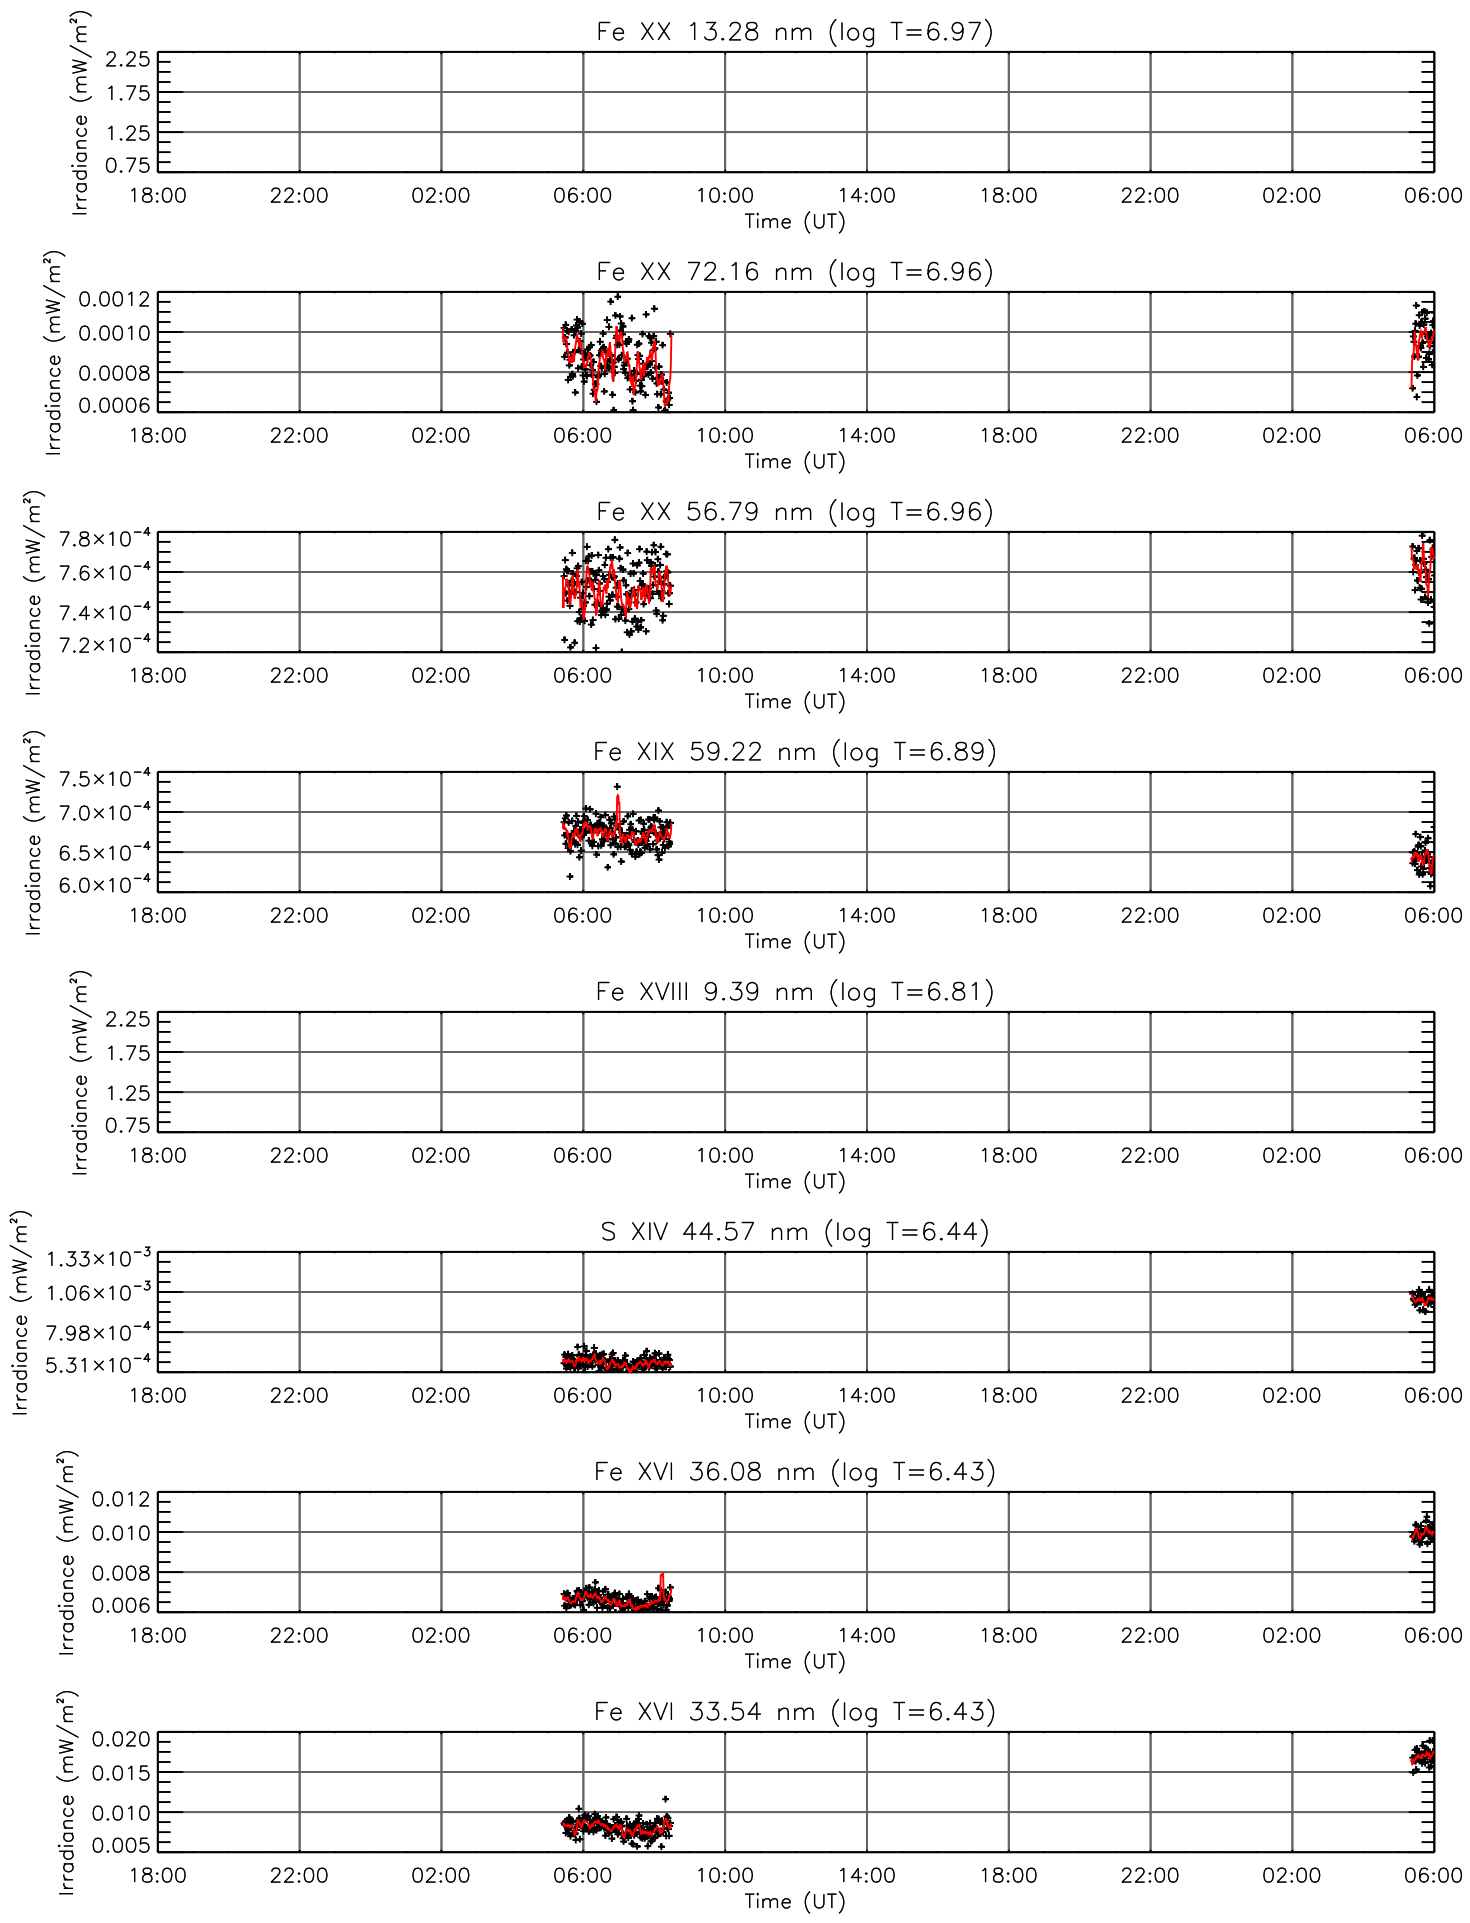 Fe XX 13.28 nm (log T=6.97)
Irradiance (mW/m²)
2.25
1.75
1.25
0.75
18:00 22:00 02:00 06:00 10:00 14:00 18:00 22:00 02:00 06:00
Time (UT)
Fe XX 72.16 nm (log T=6.96)
Irradiance (mW/m²)
0.0012
0.0010
0.0008
0.0006
18:00 22:00 02:00 06:00 10:00 14:00 18:00 22:00 02:00 06:00
Time (UT)
Fe XX 56.79 nm (log T=6.96)
Irradiance (mW/m²)
7.8×10⁻⁴
7.6×10⁻⁴
7.4×10⁻⁴
7.2×10⁻⁴
18:00 22:00 02:00 06:00 10:00 14:00 18:00 22:00 02:00 06:00
Time (UT)
Fe XIX 59.22 nm (log T=6.89)
Irradiance (mW/m²)
7.5×10⁻⁴
7.0×10⁻⁴
6.5×10⁻⁴
6.0×10⁻⁴
18:00 22:00 02:00 06:00 10:00 14:00 18:00 22:00 02:00 06:00
Time (UT)
Fe XVIII 9.39 nm (log T=6.81)
Irradiance (mW/m²)
2.25
1.75
1.25
0.75
18:00 22:00 02:00 06:00 10:00 14:00 18:00 22:00 02:00 06:00
Time (UT)
S XIV 44.57 nm (log T=6.44)
Irradiance (mW/m²)
1.33×10⁻³
1.06×10⁻³
7.98×10⁻⁴
5.31×10⁻⁴
18:00 22:00 02:00 06:00 10:00 14:00 18:00 22:00 02:00 06:00
Time (UT)
Fe XVI 36.08 nm (log T=6.43)
Irradiance (mW/m²)
0.012
0.010
0.008
0.006
18:00 22:00 02:00 06:00 10:00 14:00 18:00 22:00 02:00 06:00
Time (UT)
Fe XVI 33.54 nm (log T=6.43)
Irradiance (mW/m²)
0.020
0.015
0.010
0.005
18:00 22:00 02:00 06:00 10:00 14:00 18:00 22:00 02:00 06:00
Time (UT)